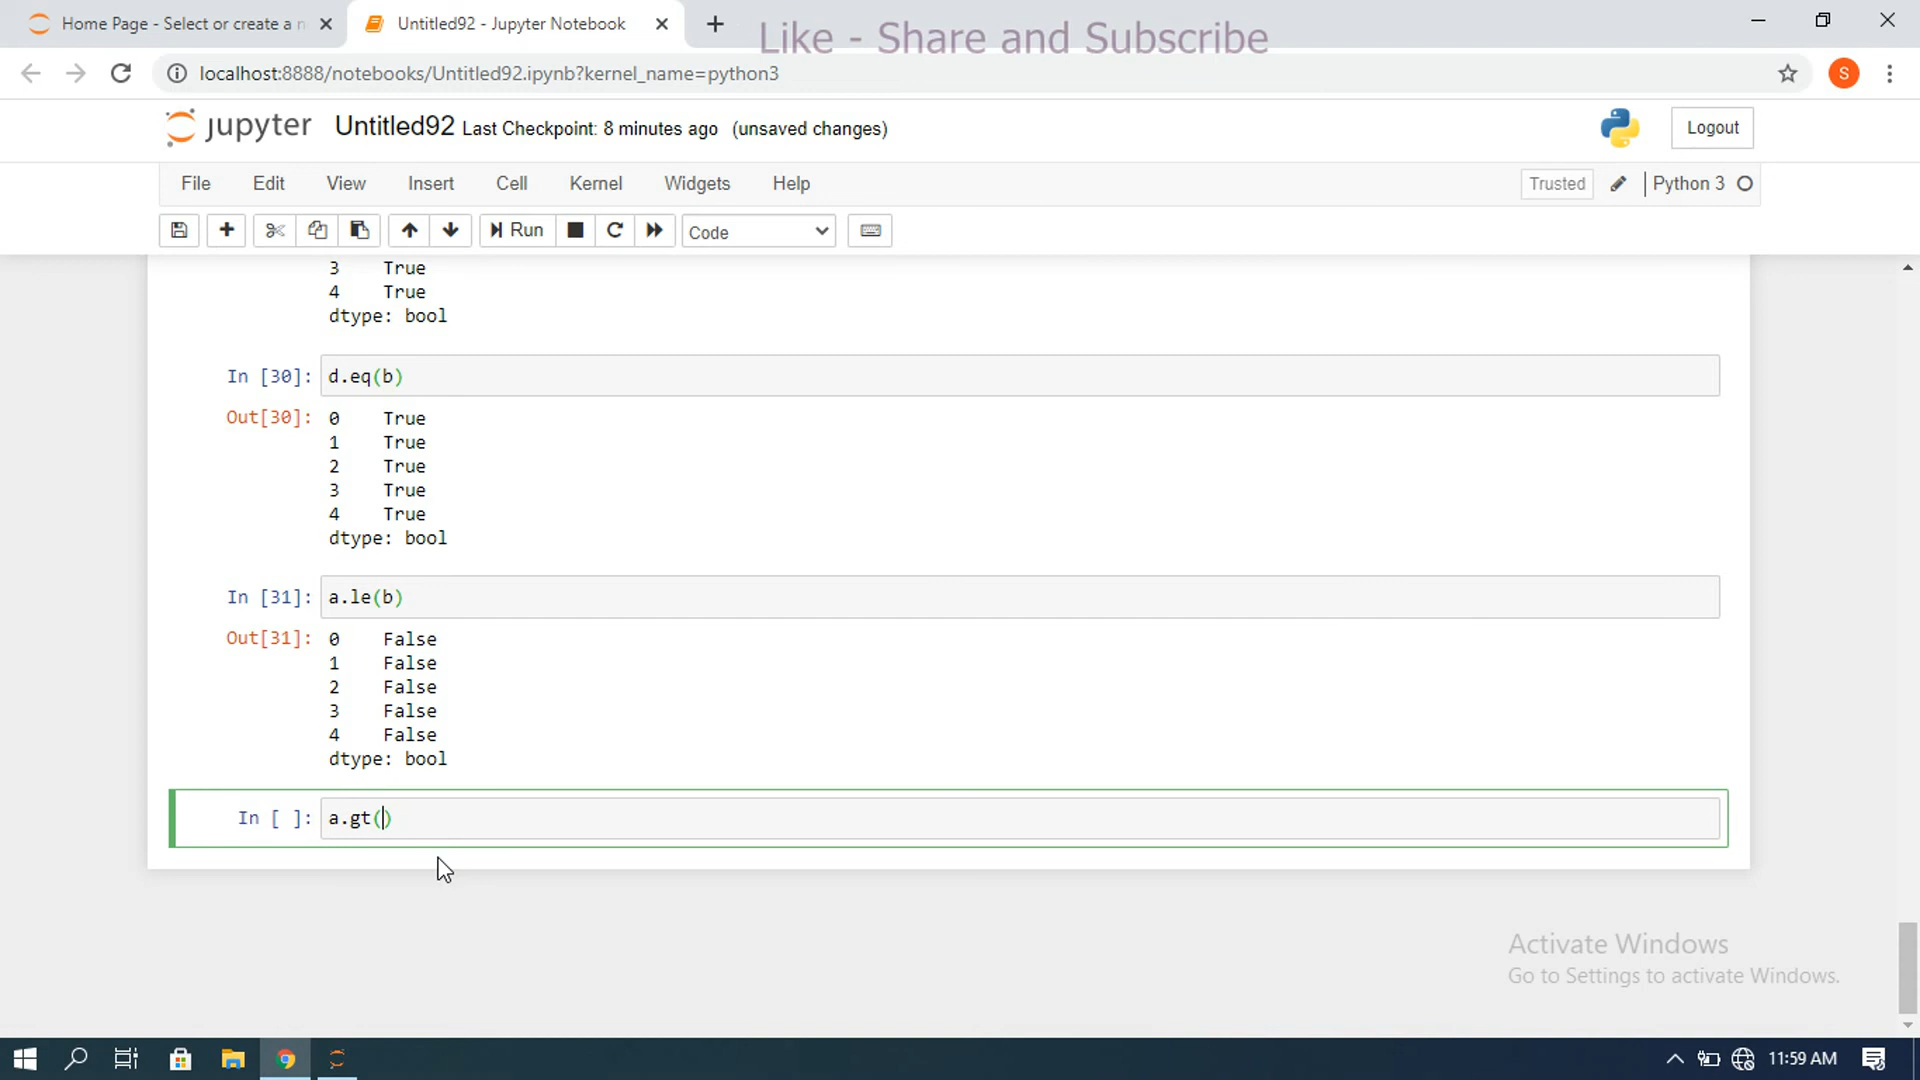 Home Page - Select or create a n
Untitled92 - Jupyter Notebook
Like - Share and Subscribe
localhost:8888/notebooks/Untitled92.ipynb?kernel_name=python3
S
jupyter Untitled92 Last Checkpoint: 8 minutes ago (unsaved changes)
Logout
File Edit View Insert Cell Kernel Widgets Help
Trusted Python 3
Run Code
3 True
4 True
dtype: bool
In [30]: d.eq(b)
Out[30]: 0 True
1 True
2 True
3 True
4 True
dtype: bool
In [31]: a.le(b)
Out[31]: 0 False
1 False
2 False
3 False
4 False
dtype: bool
In [ ]: a.gt()
Activate Windows
Go to Settings to activate Windows.
11:59 AM